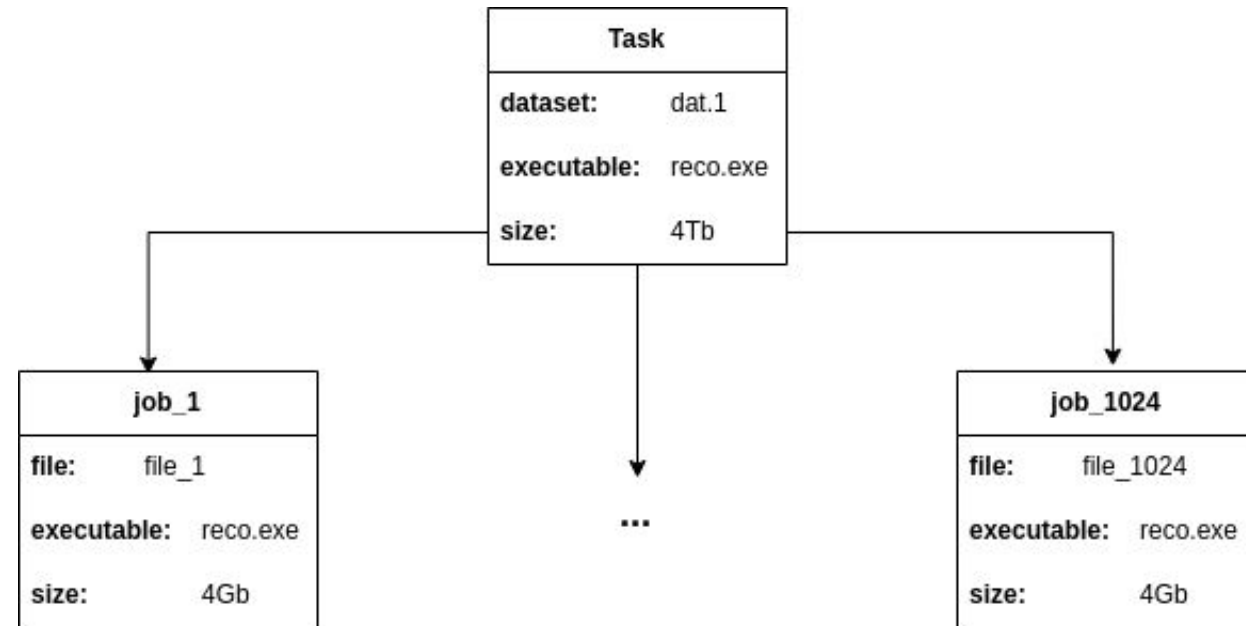 Task
dataset: dat.1
executable: reco.exe
size: 4Tb
job_1
file: file_1
executable: reco.exe
size: 4Gb
...
job_1024
file: file_1024
executable: reco.exe
size: 4Gb